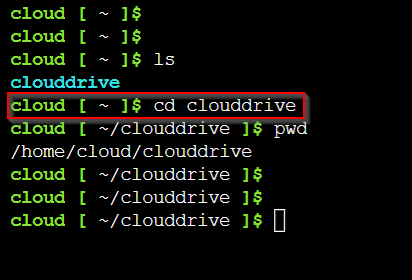 cloud [ ~ ]$
cloud [ ~ ]$
cloud [ ~ ]$ ls
clouddrive
cloud [ ~ ]$ cd clouddrive
cloud [ ~/clouddrive ]$ pwd
/home/cloud/clouddrive
cloud [ ~/clouddrive ]$
cloud [ ~/clouddrive ]$
cloud [ ~/clouddrive ]$